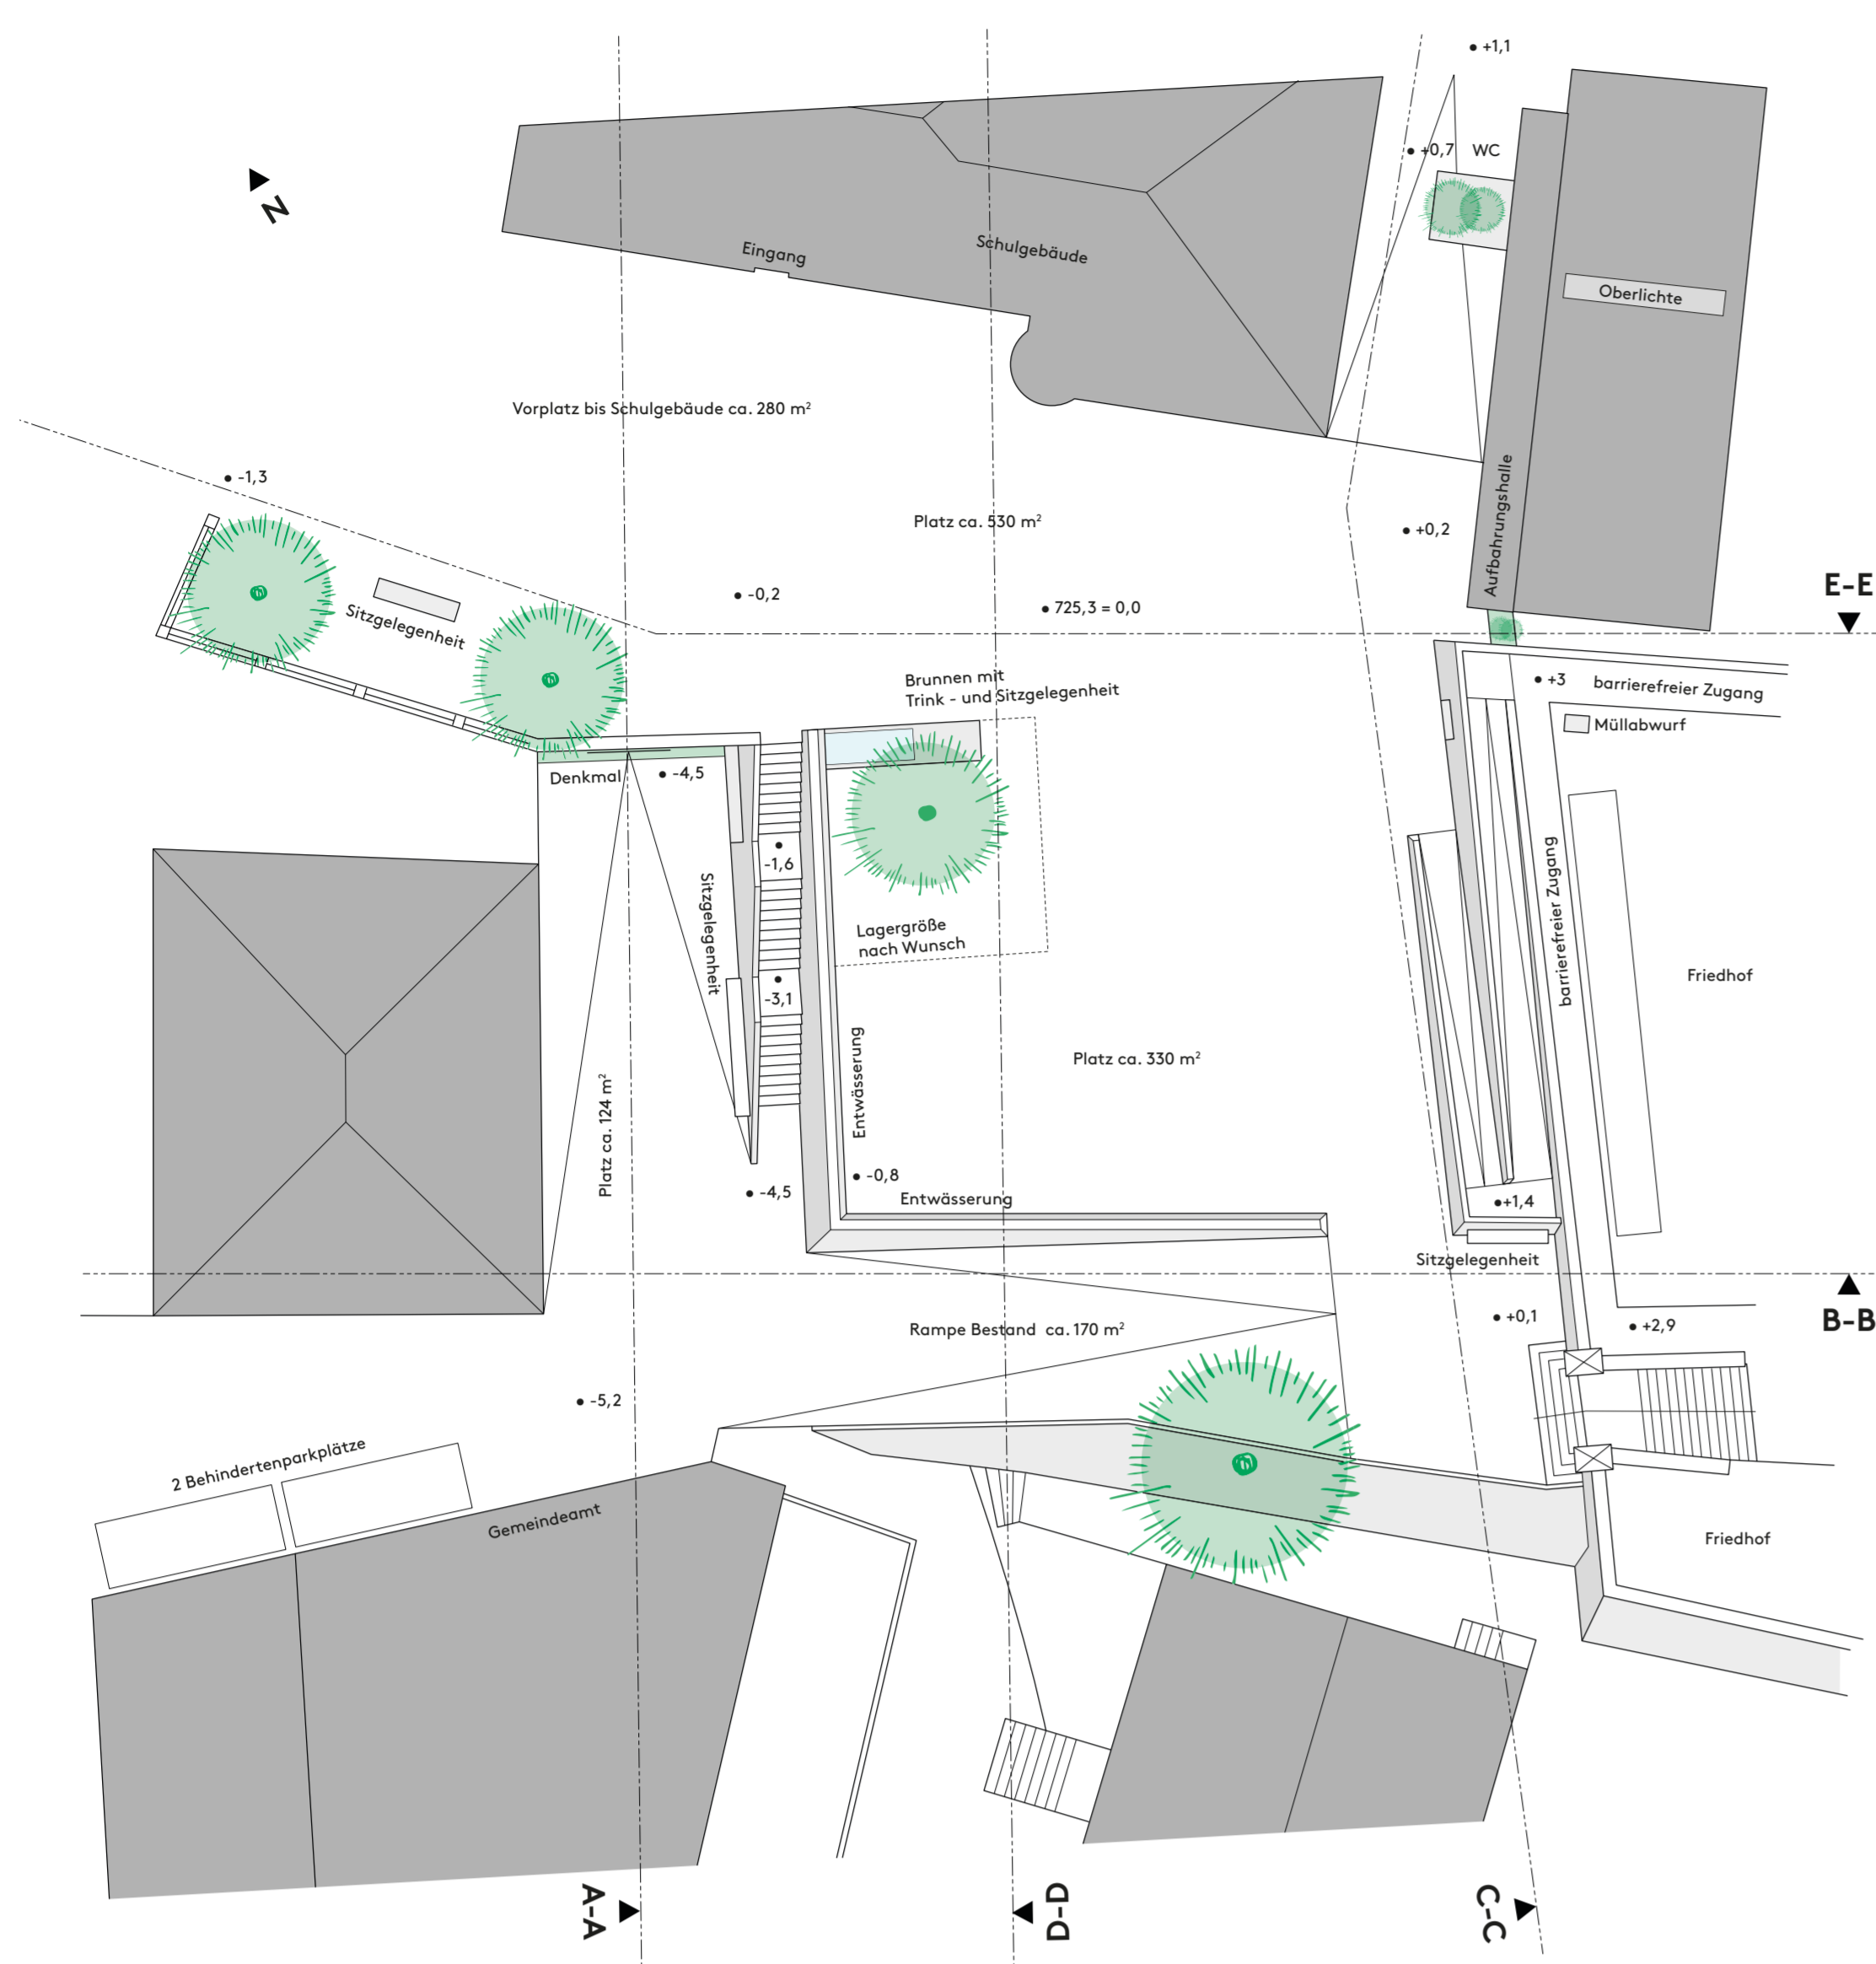 +1,1
+0,7 WC
N
Eingang
Schulgebäude
Oberlichte
Vorplatz bis Schulgebäude ca. 280 m²
-1,3
Platz ca. 530 m²
+0,2
Aufbahrungshalle
E-E
Sitzgelegenheit
-0,2
725,3 = 0,0
Brunnen mit
Trink - und Sitzgelegenheit
+3
barrierefreier Zugang
Müllabwurf
Denkmal
-4,5
-1,6
Sitzgelegenheit
Lagergröße
nach Wunsch
barrierefreier Zugang
Friedhof
-3,1
Entwässerung
Platz ca. 330 m²
Platz ca. 124 m²
-4,5
-0,8
Entwässerung
+1,4
Sitzgelegenheit
B-B
Rampe Bestand ca. 170 m²
+0,1
+2,9
-5,2
2 Behindertenparkplätze
Gemeindeamt
Friedhof
A-A
D-D
C-C